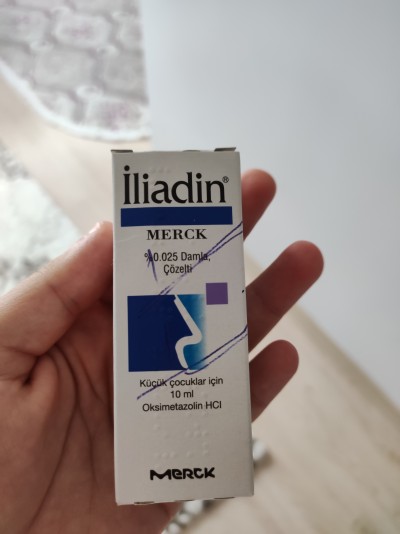 İliadin®
MERCK
%0.025 Damla,
Çözelti
Küçük çocuklar için
10 ml
Oksimetazolin HCl
MERCK